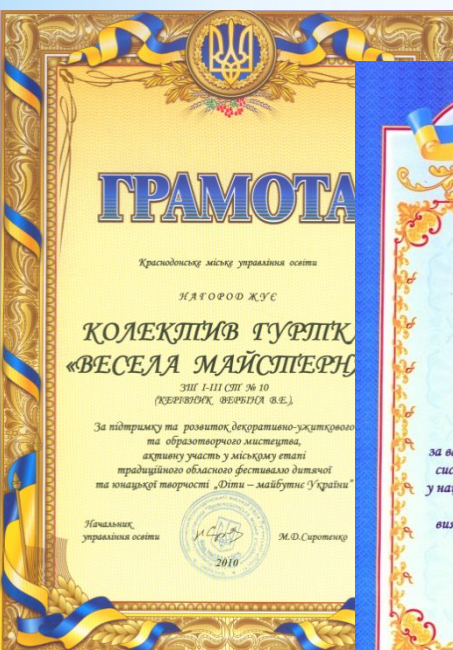 ГРАМОТА
Краснодонське міське управління освіти
НАГОРОДЖУЄ
КОЛЕКТИВ ГУРТК
«ВЕСЕЛА МАЙСТЕРН
ЗШ І-ІІІ СТ № 10
(КЕРІВНИК ВЕРБІНА В.Е.),
За підтримку та розвиток декоративно-ужиткового
та образотворчого мистецтва,
активну участь у міському етапі
традиційного обласного фестивалю дитячої
та юнацької творчості „Діти – майбутнє України”
Начальник
управління освіти
М.Д.Сиротенко
2010
за в
сис
у на
вия